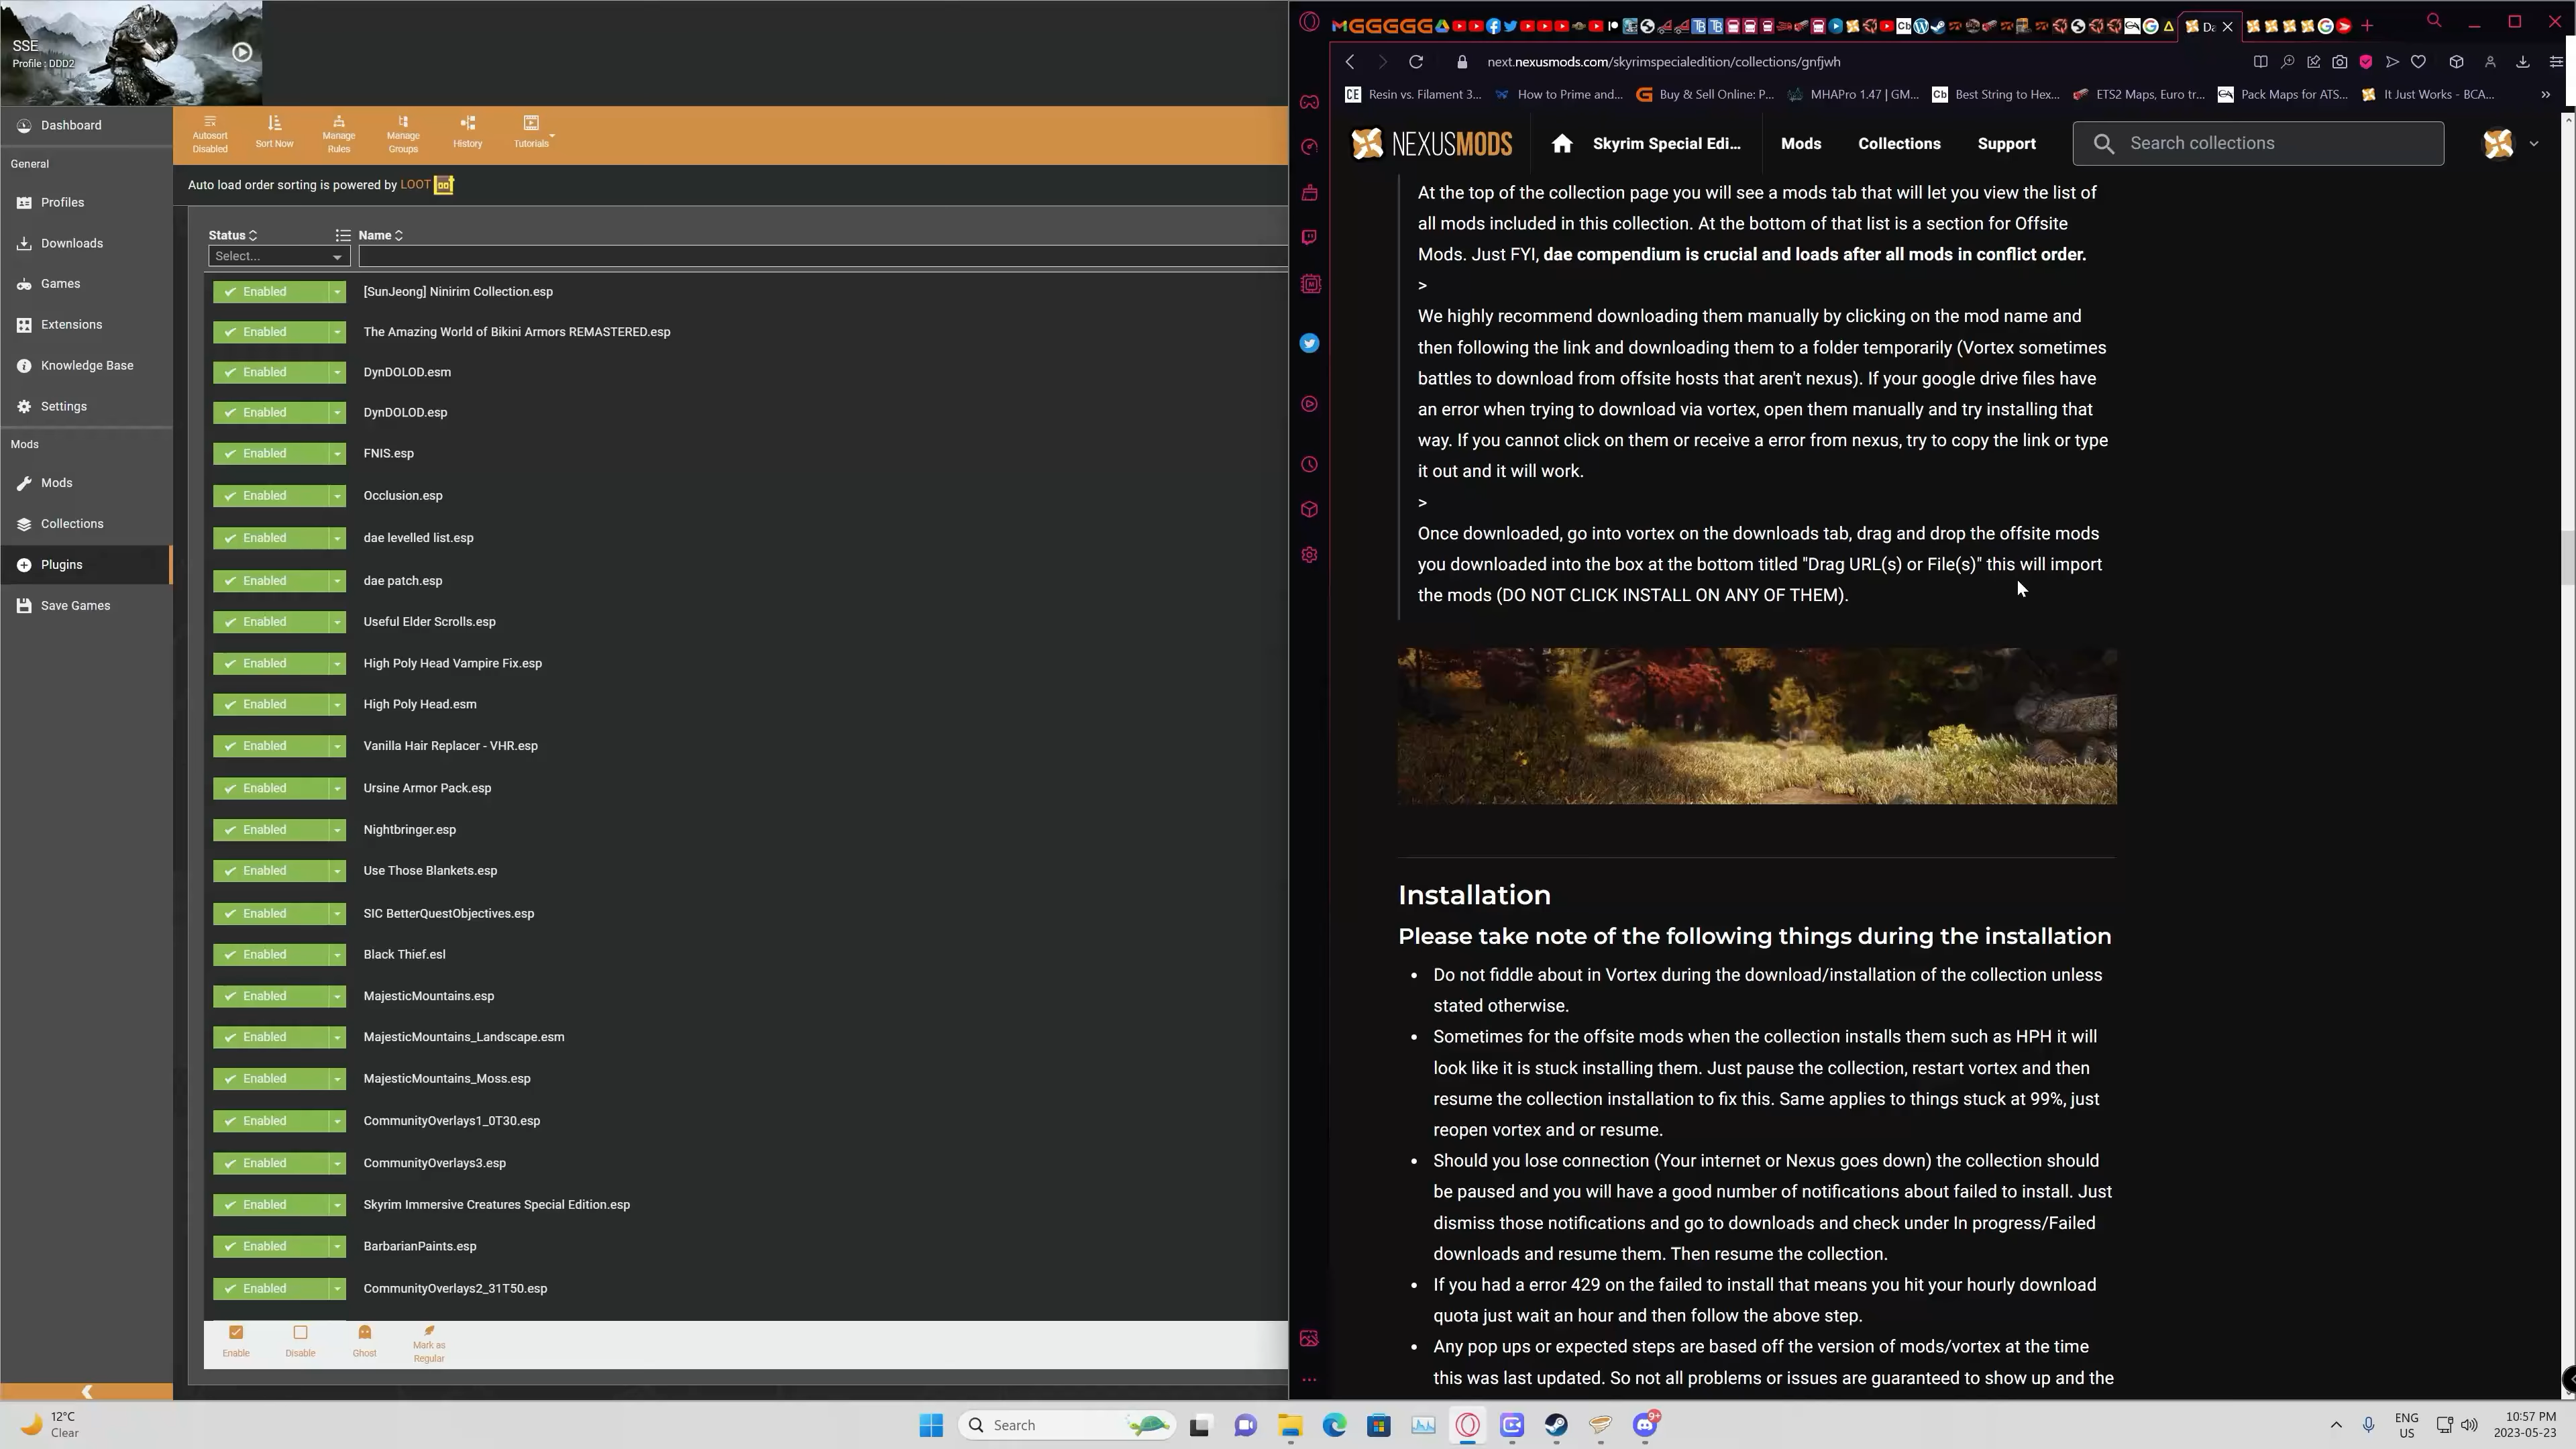 SSE
Profile : DDD2
Dashboard
General
Profiles
Downloads
Games
Extensions
Knowledge Base
Settings
Mods
Mods
Collections
Plugins
Save Games
Autosort Disabled
Sort Now
Manage Rules
Manage Groups
History
Tutorials
Auto load order sorting is powered by LOOT
Status
Name
Select...
Enabled [SunJeong] Ninirim Collection.esp
Enabled The Amazing World of Bikini Armors REMASTERED.esp
Enabled DynDOLOD.esm
Enabled DynDOLOD.esp
Enabled FNIS.esp
Enabled Occlusion.esp
Enabled dae levelled list.esp
Enabled dae patch.esp
Enabled Useful Elder Scrolls.esp
Enabled High Poly Head Vampire Fix.esp
Enabled High Poly Head.esm
Enabled Vanilla Hair Replacer - VHR.esp
Enabled Ursine Armor Pack.esp
Enabled Nightbringer.esp
Enabled Use Those Blankets.esp
Enabled SIC BetterQuestObjectives.esp
Enabled Black Thief.esl
Enabled MajesticMountains.esp
Enabled MajesticMountains_Landscape.esm
Enabled MajesticMountains_Moss.esp
Enabled CommunityOverlays1_0T30.esp
Enabled CommunityOverlays3.esp
Enabled Skyrim Immersive Creatures Special Edition.esp
Enabled BarbarianPaints.esp
Enabled CommunityOverlays2_31T50.esp
Enable
Disable
Ghost
Mark as Regular
next.nexusmods.com/skyrimspecialedition/collections/gnfjwh
CE Resin vs. Filament 3...
How to Prime and...
Buy & Sell Online: P...
MHAPro 1.47 | GM...
Cb Best String to Hex...
ETS2 Maps, Euro tr...
Pack Maps for ATS...
It Just Works - BCA...
NEXUSMODS
Skyrim Special Edi...
Mods
Collections
Support
Search collections
At the top of the collection page you will see a mods tab that will let you view the list of
all mods included in this collection. At the bottom of that list is a section for Offsite
Mods. Just FYI, dae compendium is crucial and loads after all mods in conflict order.
>
We highly recommend downloading them manually by clicking on the mod name and
then following the link and downloading them to a folder temporarily (Vortex sometimes
battles to download from offsite hosts that aren't nexus). If your google drive files have
an error when trying to download via vortex, open them manually and try installing that
way. If you cannot click on them or receive a error from nexus, try to copy the link or type
it out and it will work.
>
Once downloaded, go into vortex on the downloads tab, drag and drop the offsite mods
you downloaded into the box at the bottom titled "Drag URL(s) or File(s)" this will import
the mods (DO NOT CLICK INSTALL ON ANY OF THEM).
Installation
Please take note of the following things during the installation
• Do not fiddle about in Vortex during the download/installation of the collection unless
stated otherwise.
• Sometimes for the offsite mods when the collection installs them such as HPH it will
look like it is stuck installing them. Just pause the collection, restart vortex and then
resume the collection installation to fix this. Same applies to things stuck at 99%, just
reopen vortex and or resume.
• Should you lose connection (Your internet or Nexus goes down) the collection should
be paused and you will have a good number of notifications about failed to install. Just
dismiss those notifications and go to downloads and check under In progress/Failed
downloads and resume them. Then resume the collection.
• If you had a error 429 on the failed to install that means you hit your hourly download
quota just wait an hour and then follow the above step.
• Any pop ups or expected steps are based off the version of mods/vortex at the time
this was last updated. So not all problems or issues are guaranteed to show up and the
12°C
Clear
Search
9+
ENG
US
10:57 PM
2023-05-23